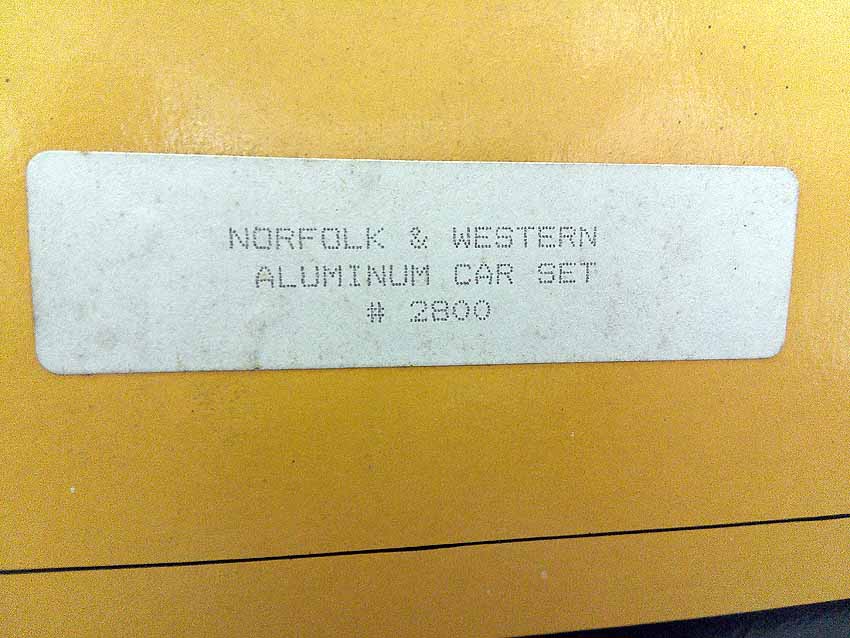 NORFOLK & WESTERN
ALUMINUM CAR SET
# 2800